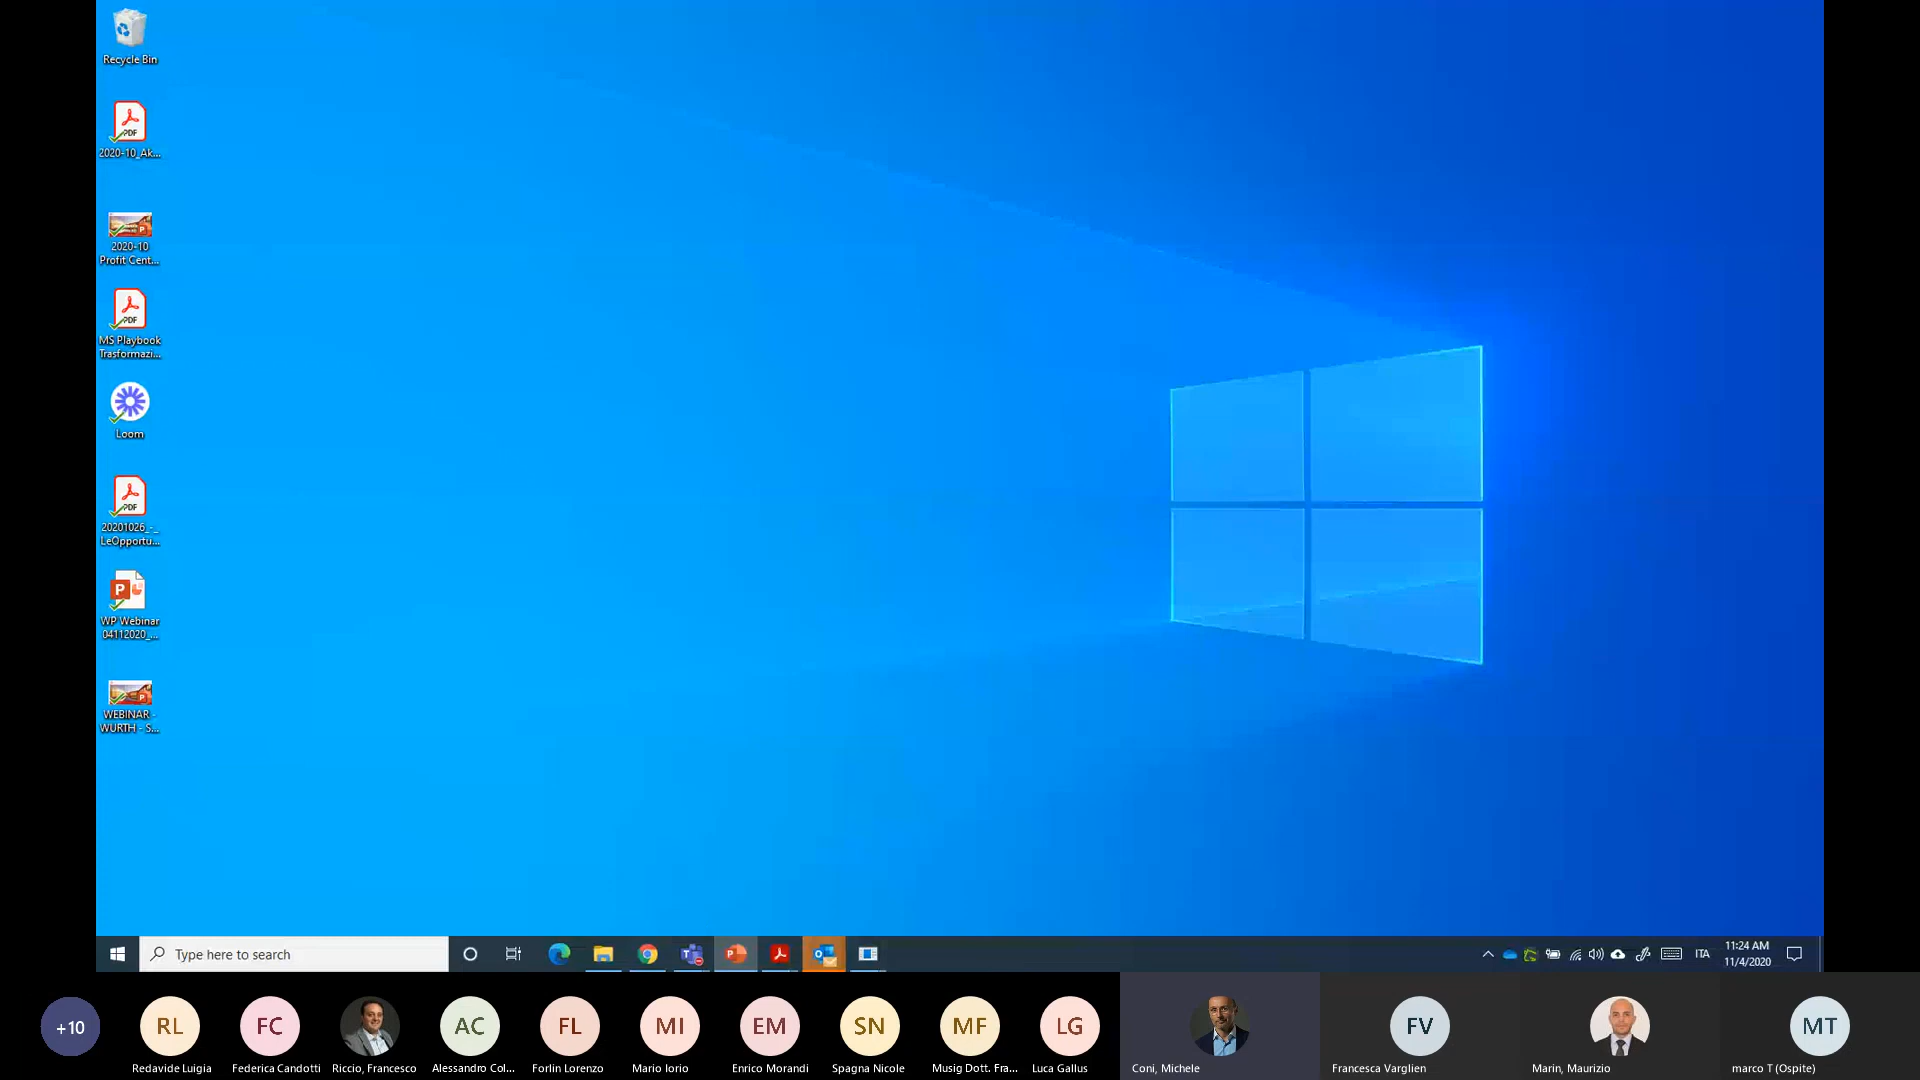 Recycle Bin
PDF
2020-10_Ak...
2020-10
Profit Cent...
PDF
MS Playbook
Trasformazi...
Loom
PDF
20201026_-_
LeOpportu...
WP Webinar
04112020_...
WEBINAR -
WURTH - S...
Type here to search
ITA
11:24 AM
11/4/2020
+10
RL
FC
AC
FL
MI
EM
SN
MF
LG
FV
MT
Redavide Luigia
Federica Candotti
Riccio, Francesco
Alessandro Col...
Forlin Lorenzo
Mario Iorio
Enrico Morandi
Spagna Nicole
Musig Dott. Fra...
Luca Gallus
Coni, Michele
Francesca Varglien
Marin, Maurizio
marco T (Ospite)